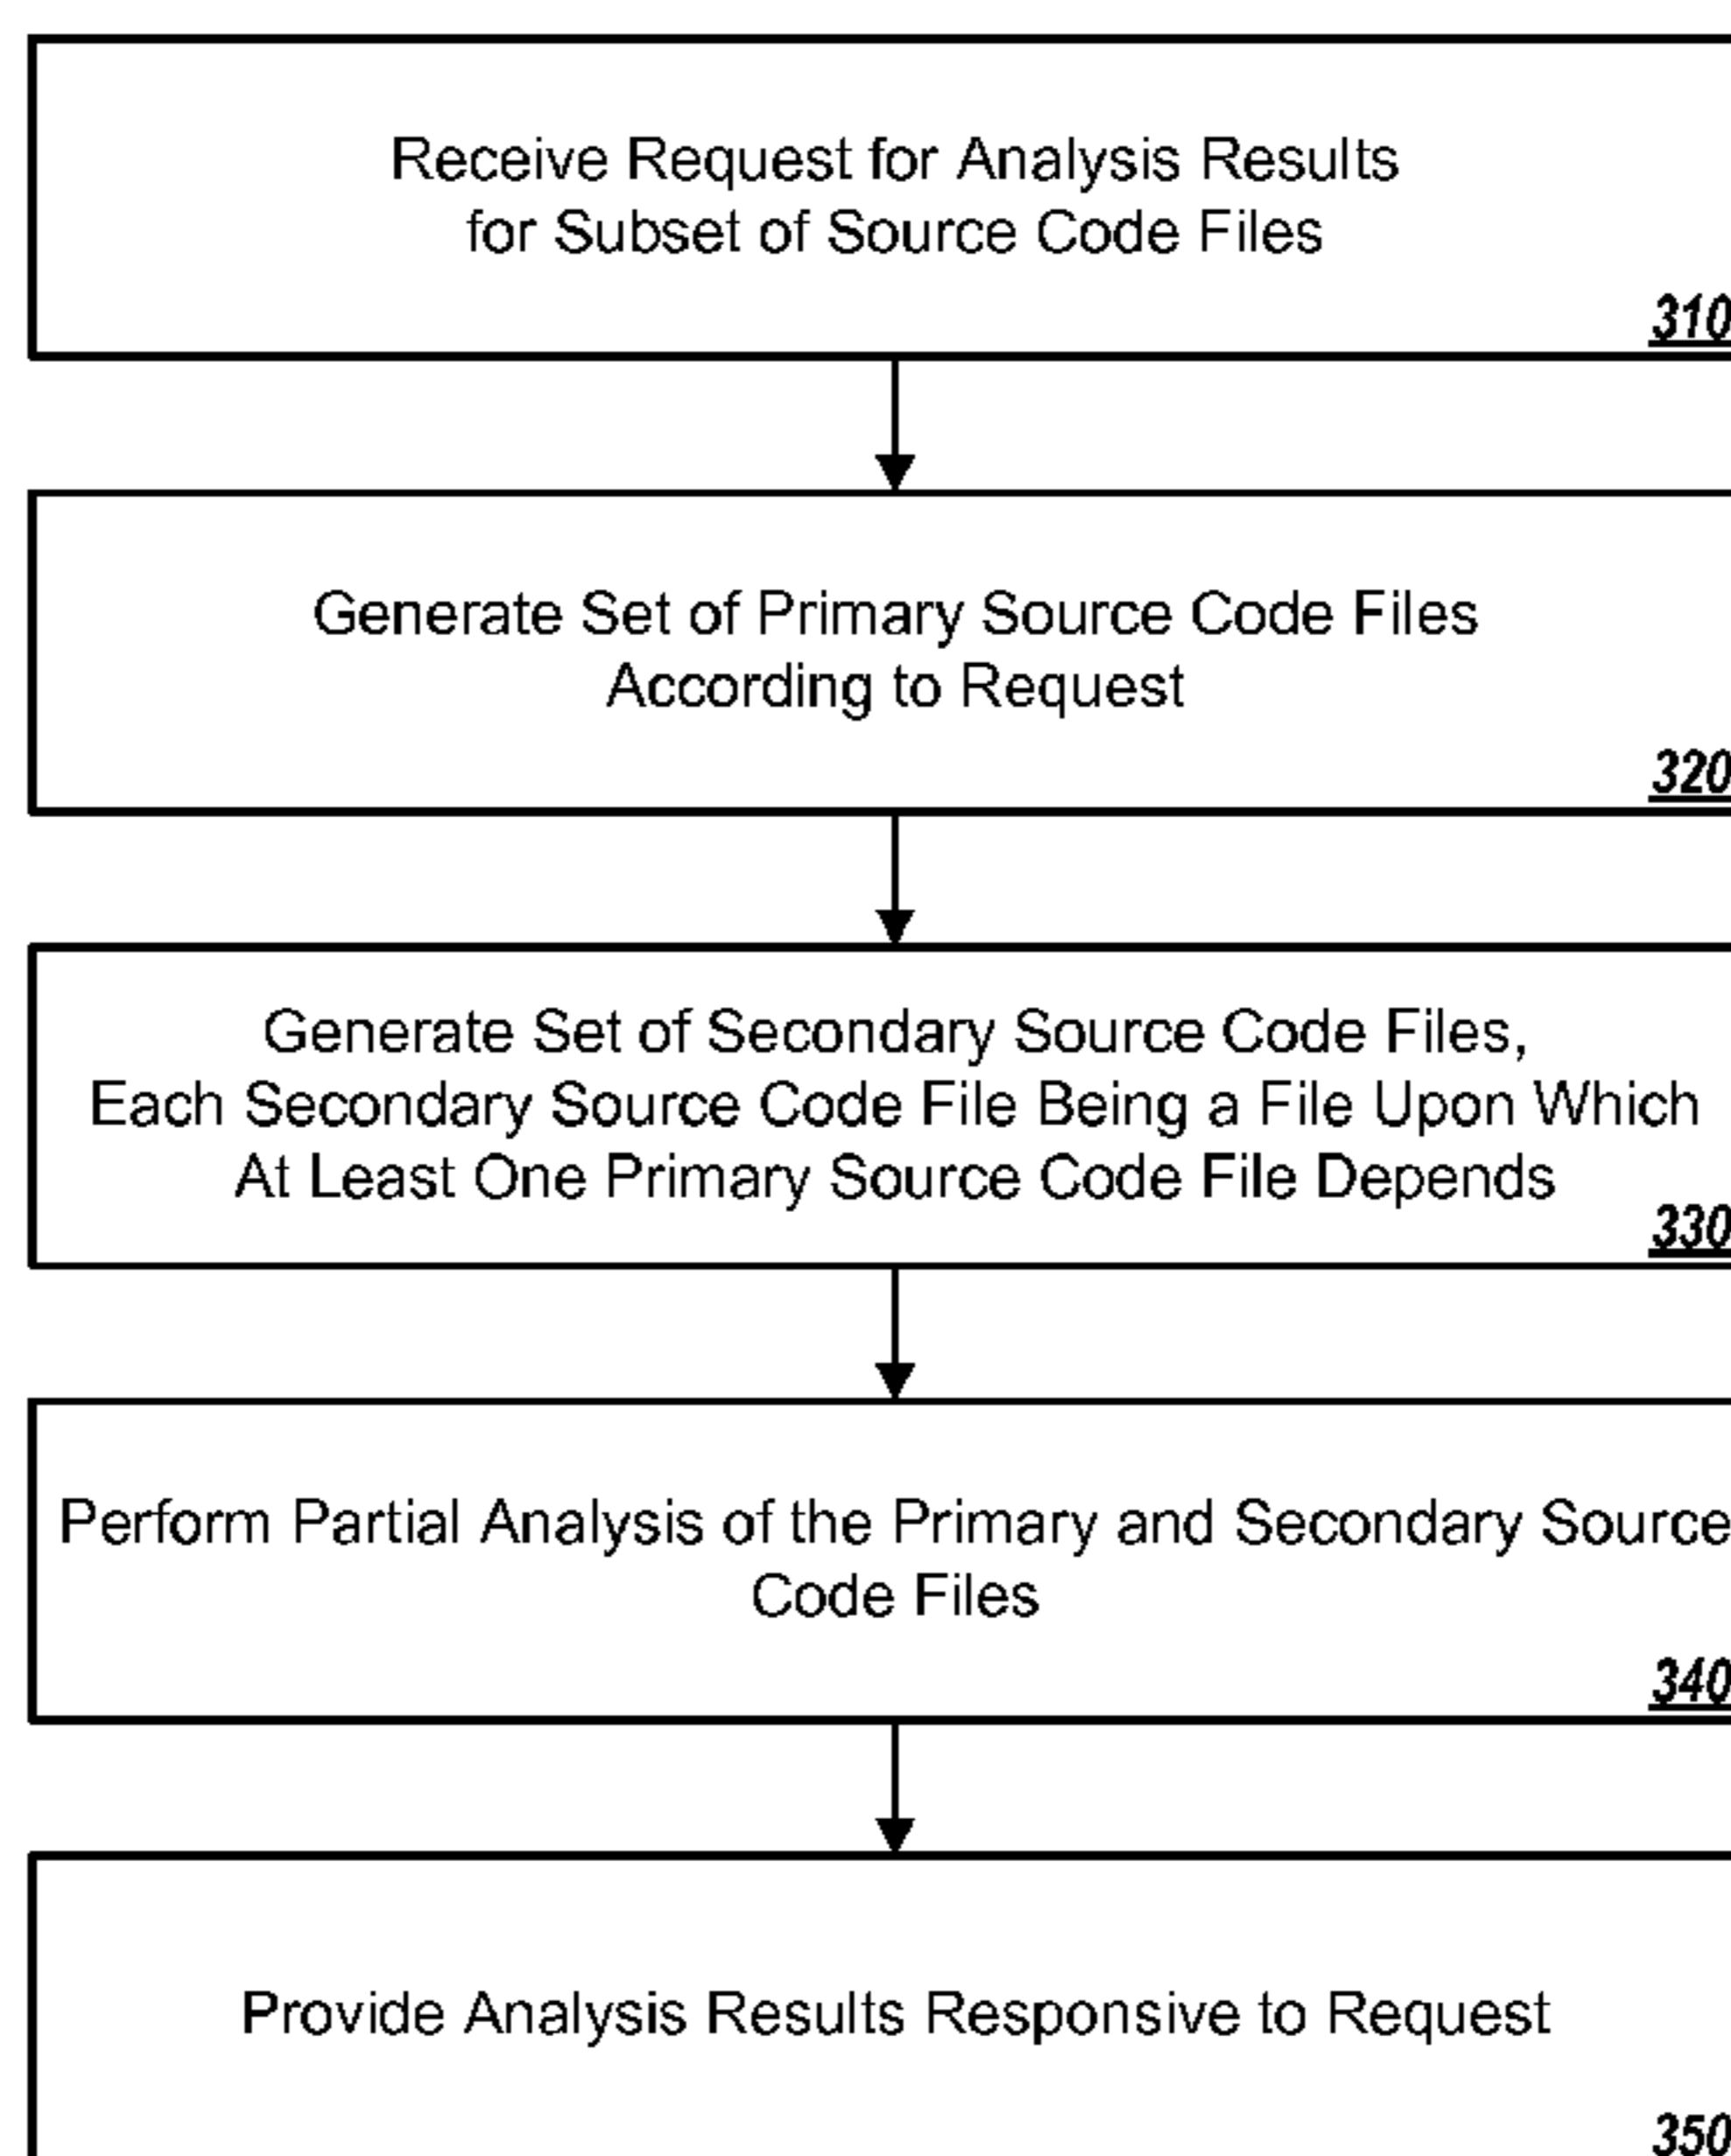 Receive Request for Analysis Results
for Subset of Source Code Files
310
Generate Set of Primary Source Code Files
According to Request
320
Generate Set of Secondary Source Code Files,
Each Secondary Source Code File Being a File Upon Which
At Least One Primary Source Code File Depends
330
Perform Partial Analysis of the Primary and Secondary Source
Code Files
340
Provide Analysis Results Responsive to Request
350